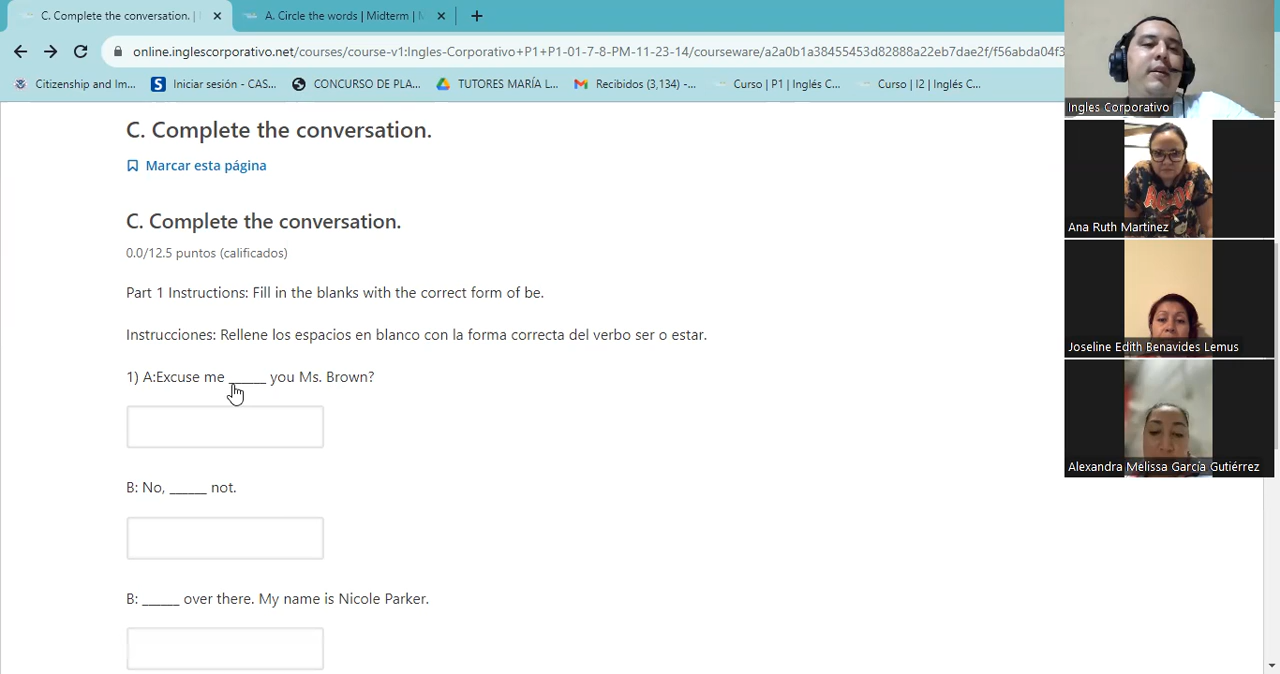 C. Complete the conversation. |
A. Circle the words | Midterm | M
online.inglescorporativo.net/courses/course-v1:Ingles-Corporativo+P1+P1-01-7-8-PM-11-23-14/courseware/a2a0b1a38455453d82888a22eb7dae2f/f56abda04f3
Citizenship and Im...
Iniciar sesión - CAS...
CONCURSO DE PLA...
TUTORES MARÍA L...
Recibidos (3,134) -...
Curso | P1 | Inglés C...
Curso | I2 | Inglés C...
C. Complete the conversation.
Marcar esta página
C. Complete the conversation.
0.0/12.5 puntos (calificados)
Part 1 Instructions: Fill in the blanks with the correct form of be.
Instrucciones: Rellene los espacios en blanco con la forma correcta del verbo ser o estar.
1) A:Excuse me _____ you Ms. Brown?
B: No, _____ not.
B: _____ over there. My name is Nicole Parker.
Ingles Corporativo
Ana Ruth Martinez
Joseline Edith Benavides Lemus
Alexandra Melissa García Gutiérrez